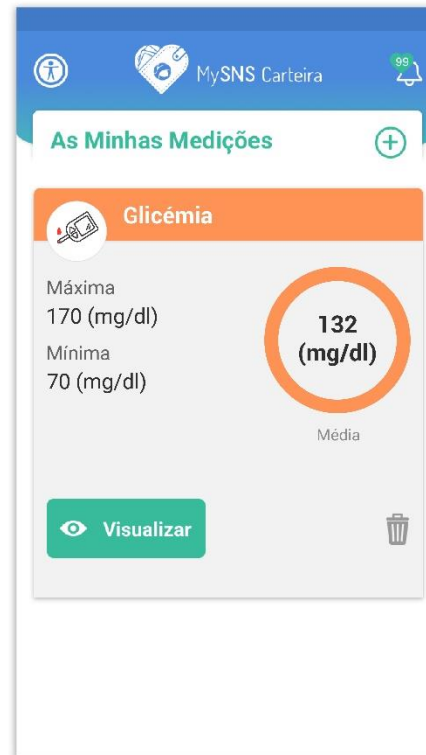 MySNS Carteira
99
As Minhas Medições
Glicémia
Máxima
170 (mg/dl)
Mínima
70 (mg/dl)
132
(mg/dl)
Média
Visualizar